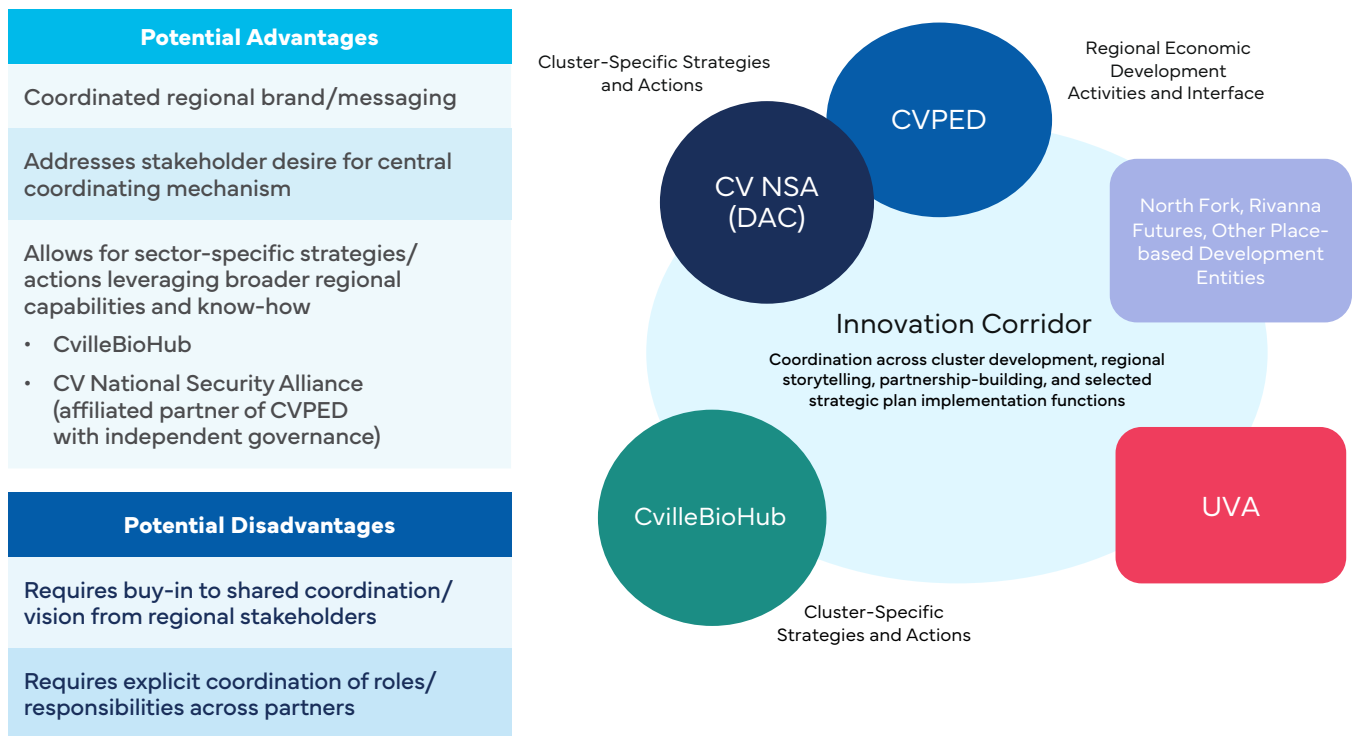 Potential Advantages
Coordinated regional brand/messaging
Addresses stakeholder desire for central
coordinating mechanism
Allows for sector-specific strategies/
actions leveraging broader regional
capabilities and know-how
• CvilleBioHub
• CV National Security Alliance
(affiliated partner of CVPED
with independent governance)
Potential Disadvantages
Requires buy-in to shared coordination/
vision from regional stakeholders
Requires explicit coordination of roles/
responsibilities across partners
Cluster-Specific Strategies
and Actions
CVPED
Regional Economic
Development
Activities and Interface
CV NSA
(DAC)
North Fork, Rivanna
Futures, Other Place-
based Development
Entities
Innovation Corridor
Coordination across cluster development, regional
storytelling, partnership-building, and selected
strategic plan implementation functions
CvilleBioHub
UVA
Cluster-Specific
Strategies and Actions